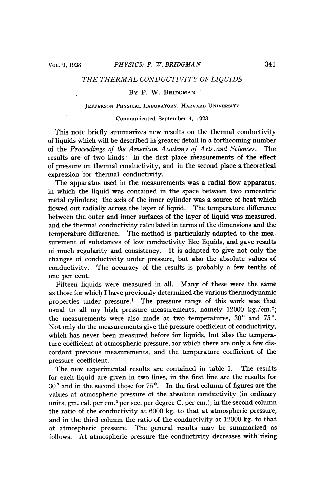 VOL. 9, 1923 PHYSICS: P. W. BRIDGMAN 341
THE THERMAL CONDUCTIVITY OF LIQUIDS
BY P. W. BRIDGMAN
JEFFERSON PHYSICAL LABORATORY, HARVARD UNIVERSITY
Communicated September 4, 1923
This note briefly summarizes new results on the thermal conductivity
of liquids which will be described in greater detail in a forthcoming number
of the Proceedings of the American Academy of Arts and Sciences. The
results are of two kinds: in the first place measurements of the effect
of pressure on thermal conductivity, and in the second place a theoretical
expression for thermal conductivity.
The apparatus used in the measurements was a radial flow apparatus,
in which the liquid was contained in the space between two concentric
metal cylinders; the axis of the inner cylinder was a source of heat which
flowed out radially across the layer of liquid. The temperature difference
between the outer and inner surfaces of the layer of liquid was measured,
and the thermal conductivity calculated in terms of the dimensions and the
temperature difference. The method is particularly adapted to the mea-
surement of substances of low conductivity like liquids, and gave results
of much regularity and consistency. It is adapted to give not only the
changes of conductivity under pressure, but also the absolute values of
conductivity. The accuracy of the results is probably a few tenths of
one per cent.
Fifteen liquids were measured in all. Many of these were the same
as those for which I have previously determined the various thermodynamic
properties under pressure.¹ The pressure range of this work was that
usual to all my high pressure measurements, namely 12000 kg./cm.²;
the measurements were also made at two temperatures, 30° and 75°.
Not only do the measurements give the pressure coefficient of conductivity,
which has never been measured before for liquids, but also the tempera-
ture coefficient at atmospheric pressure, for which there are only a few dis-
cordant previous measurements, and the temperature coefficient of the
pressure coefficient.
The new experimental results are contained in table I. The results
for each liquid are given in two lines, in the first line are the results for
30° and in the second those for 75°. In the first column of figures are the
values at atmospheric pressure of the absolute conductivity (in ordinary
units, gm. cal. per cm.² per sec. per degree C. per cm.), in the second column
the ratio of the conductivity at 6000 kg. to that at atmospheric pressure,
and in the third column the ratio of the conductivity at 12000 kg. to that
at atmospheric pressure. The general results may be summarized as
follows. At atmospheric pressure the conductivity decreases with rising